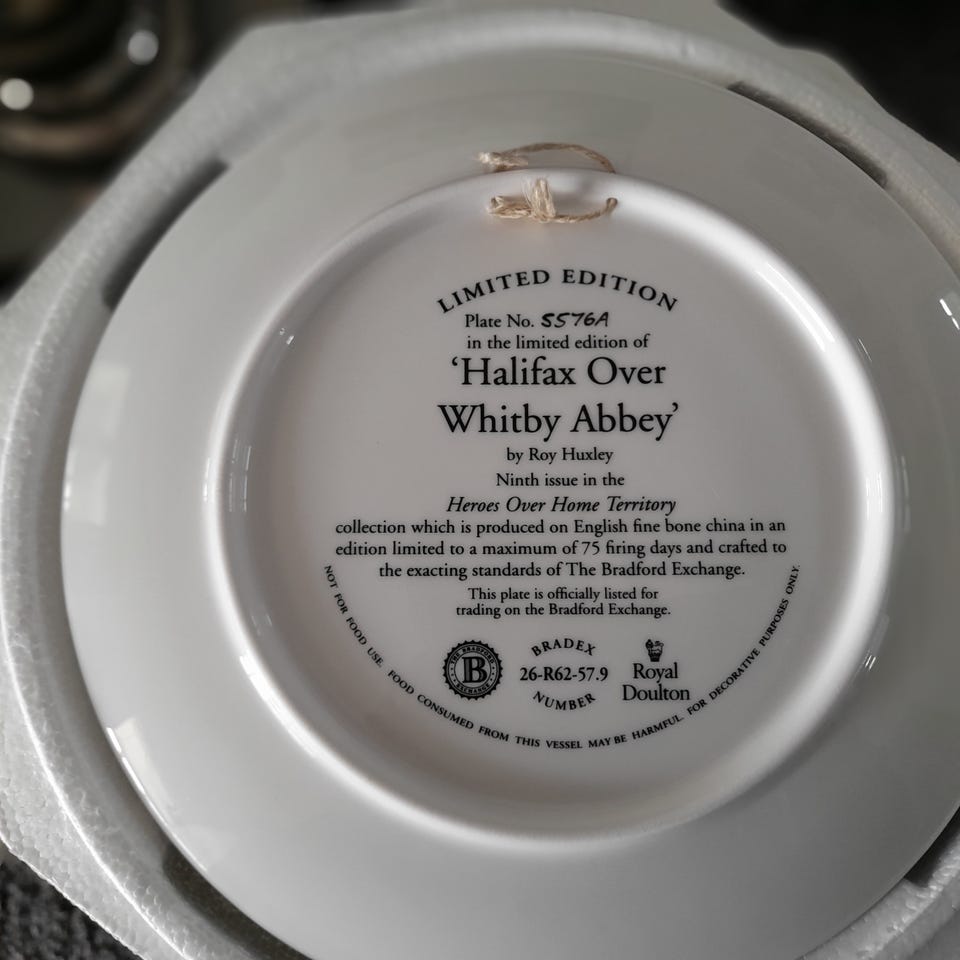 LIMITED EDITION
Plate No. 5576A
in the limited edition of
‘Halifax Over
Whitby Abbey’
by Roy Huxley
Ninth issue in the
Heroes Over Home Territory
collection which is produced on English fine bone china in an
edition limited to a maximum of 75 firing days and crafted to
the exacting standards of The Bradford Exchange.
This plate is officially listed for
trading on the Bradford Exchange.
THE BRADFORD
B
EXCHANGE
BRADEX
26-R62-57.9
NUMBER
Royal
Doulton
NOT FOR FOOD USE. FOOD CONSUMED FROM THIS VESSEL MAY BE HARMFUL. FOR DECORATIVE PURPOSES ONLY.